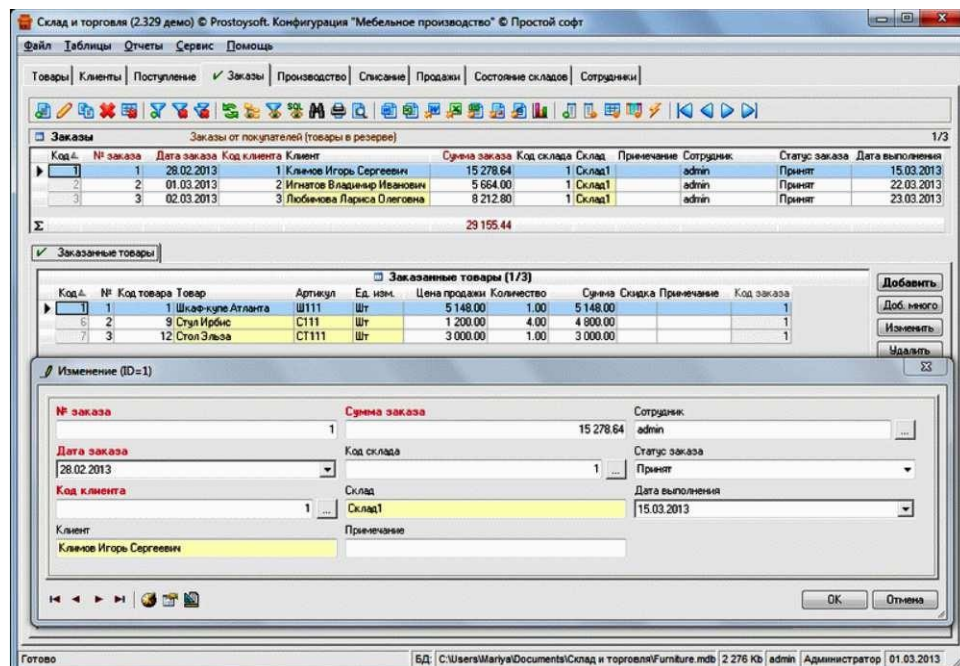 Склад и торговля (2.329 демо) © Prostoysoft. Конфигурация "Мебельное производство" © Простой софт
Файл Таблицы Отчеты Сервис Помощь
Товары Клиенты Поступление Заказы Производство Списание Продажи Состояние складов Сотрудники
Заказы Заказы от покупателей (товары в резерве) 1/3
Код № заказа Дата заказа Код клиента Клиент Сумма заказа Код склада Склад Примечание Сотрудник Статус заказа Дата выполнения
1 1 28.02.2013 1 Климов Игорь Сергеевич 15 278.64 1 Склад1 admin Принят 15.03.2013
2 2 01.03.2013 2 Игнатов Владимир Иванович 5 664.00 1 Склад1 admin Принят 22.03.2013
3 3 02.03.2013 3 Любимова Лариса Олеговна 8 212.80 1 Склад1 admin Принят 23.03.2013
Σ 29 155.44
Заказанные товары
Заказанные товары (1/3) Добавить
Код № Код товара Товар Артикул Ед. изм. Цена продажи Количество Сумма Скидка Примечание Код заказа
1 1 1 Шкаф-купе Атланта Ш111 Шт 5 148.00 1.00 5 148.00 1 Доб. много
6 2 9 Стул Ирбис С111 Шт 1 200.00 4.00 4 800.00 1 Изменить
7 3 12 Стол Эльза СТ111 Шт 3 000.00 1.00 3 000.00 1
Удалить
Изменение (ID=1)
№ заказа Сумма заказа Сотрудник
1 15 278.64 admin ...
Дата заказа Код склада Статус заказа
28.02.2013 1 ... Принят
Код клиента Склад Дата выполнения
1 ... Склад1 15.03.2013
Клиент Примечание
Климов Игорь Сергеевич
OK Отмена
Готово БД: C:\Users\Mariya\Documents\Склад и торговля\Furniture.mdb 2 276 Kb admin Администратор 01.03.2013